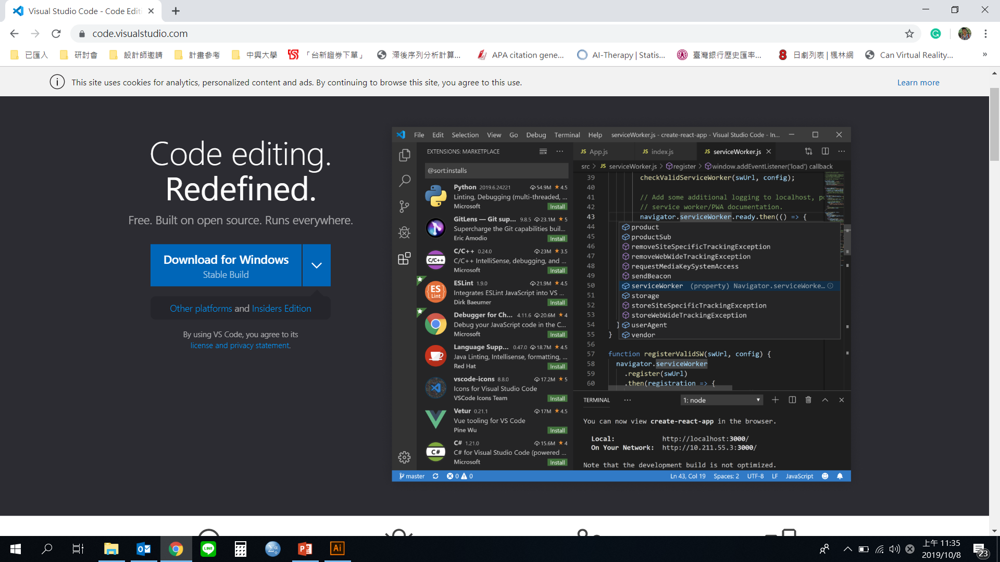 Visual Studio Code - Code Edit
code.visualstudio.com
已匯入
研討會
設計師邀請
計畫參考
中興大學
「台新證券下單」
滯後序列分析計算...
APA citation gene...
AI-Therapy | Statis...
臺灣銀行歷史匯率...
日劇列表 | 楓林網
Can Virtual Reality...
»
This site uses cookies for analytics, personalized content and ads. By continuing to browse this site, you agree to this use.
Learn more
Code editing.
Redefined.
Free. Built on open source. Runs everywhere.
Download for Windows
Stable Build
Other platforms and Insiders Edition
By using VS Code, you agree to its
license and privacy statement.
File Edit Selection View Go Debug Terminal Help serviceWorker.js - create-react-app - Visual Studio Code - In...
EXTENSIONS: MARKETPLACE
@sort:installs
Python 2019.6.24221 54.9M 4.5
Linting, Debugging (multi-threaded, ...
Microsoft Install
GitLens — Git sup... 9.8.5 23.1M 5
Supercharge the Git capabilities buil...
Eric Amodio Install
C/C++
C/C++ 0.24.0 23M 3.5
C/C++ IntelliSense, debugging, and ...
Microsoft Install
ES
Lint
ESLint 1.9.0 21.9M 4.5
Integrates ESLint JavaScript into VS ...
Dirk Baeumer Install
Debugger for Ch... 4.11.6 20.6M 4
Debug your JavaScript code in the C...
Microsoft Install
Language Supp... 0.47.0 18.7M 4.5
Java Linting, Intellisense, formatting, ...
Red Hat Install
vscode-icons 8.8.0 17.2M 5
Icons for Visual Studio Code
VSCode Icons Team Install
Vetur 0.21.1 17M 4.5
Vue tooling for VS Code
Pine Wu Install
C#
C# 1.21.0 15.6M 4
C# for Visual Studio Code (powered ...
Microsoft Install
JS App.js JS index.js JS serviceWorker.js
src > JS serviceWorker.js > register > window.addEventListener('load') callback
39 checkValidServiceWorker(swUrl, config);
40
41 // Add some additional logging to localhost, p
42 // service worker/PWA documentation.
43 navigator.serviceWorker.ready.then(() => {
44 product
45 productSub
46 removeSiteSpecificTrackingException
47 removeWebWideTrackingException
48 requestMediaKeySystemAccess
49 sendBeacon
50 serviceWorker (property) Navigator.serviceWorke...
51 storage
52 storeSiteSpecificTrackingException
53 storeWebWideTrackingException
54 } userAgent
55 } vendor
56
57 function registerValidSW(swUrl, config) {
58 navigator.serviceWorker
59 .register(swUrl)
60 .then(registration => {
TERMINAL ... 1: node
You can now view create-react-app in the browser.
Local: http://localhost:3000/
On Your Network: http://10.211.55.3:3000/
Note that the development build is not optimized.
master 0 0 Ln 43, Col 19 Spaces: 2 UTF-8 LF JavaScript
LINE
Ai
上午 11:35
2019/10/8
23